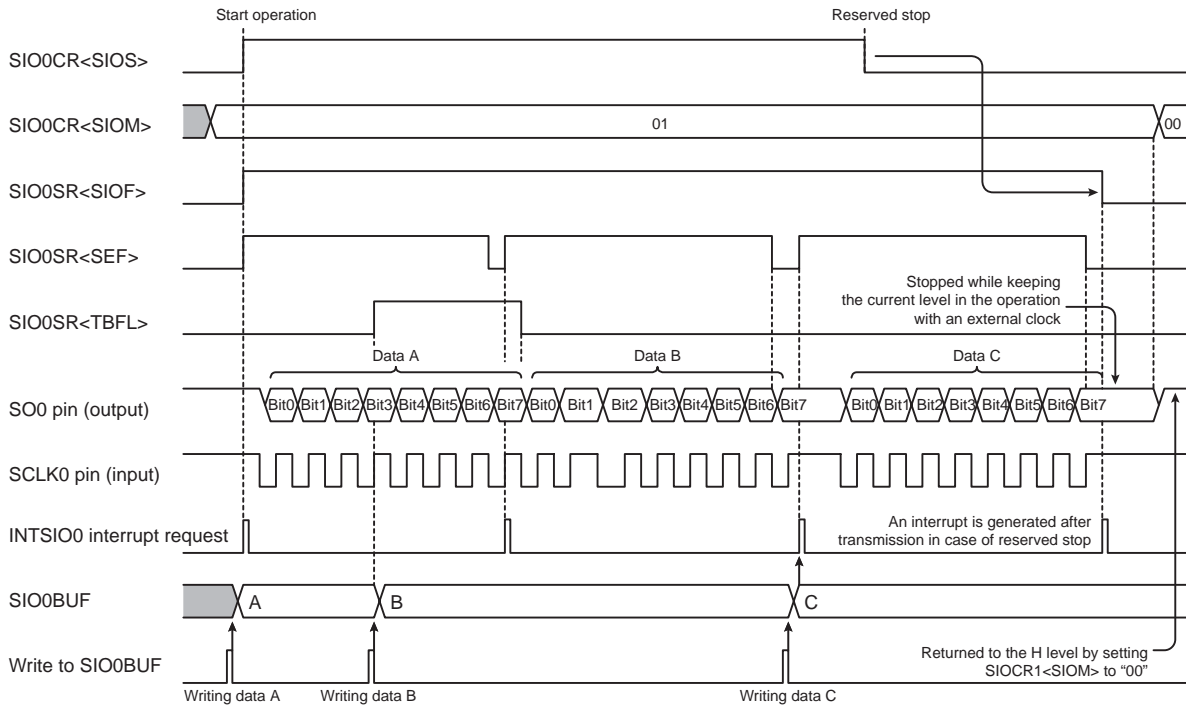 Start operation
Reserved stop
SIO0CR<SIOS>
SIO0CR<SIOM>
01
00
SIO0SR<SIOF>
SIO0SR<SEF>
Stopped while keeping
the current level in the operation
with an external clock
SIO0SR<TBFL>
Data A
Data B
Data C
SO0 pin (output)
Bit0 Bit1 Bit2 Bit3 Bit4 Bit5 Bit6 Bit7 Bit0 Bit1 Bit2 Bit3 Bit4 Bit5 Bit6 Bit7 Bit0 Bit1 Bit2 Bit3 Bit4 Bit5 Bit6 Bit7
SCLK0 pin (input)
INTSIO0 interrupt request
An interrupt is generated after
transmission in case of reserved stop
SIO0BUF
A
B
C
Write to SIO0BUF
Returned to the H level by setting
SIOCR1<SIOM> to “00”
Writing data A
Writing data B
Writing data C